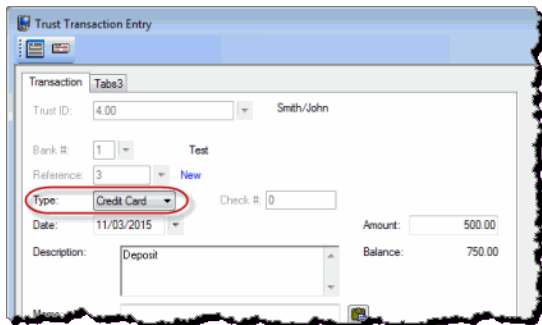 Trust Transaction Entry
Transaction Tabs3
Trust ID: 4.00 Smith/John
Bank #: 1 Test
Reference: 3 New
Type: Credit Card Check #: 0
Date: 11/03/2015 Amount: 500.00
Description: Deposit Balance: 750.00
Memo: